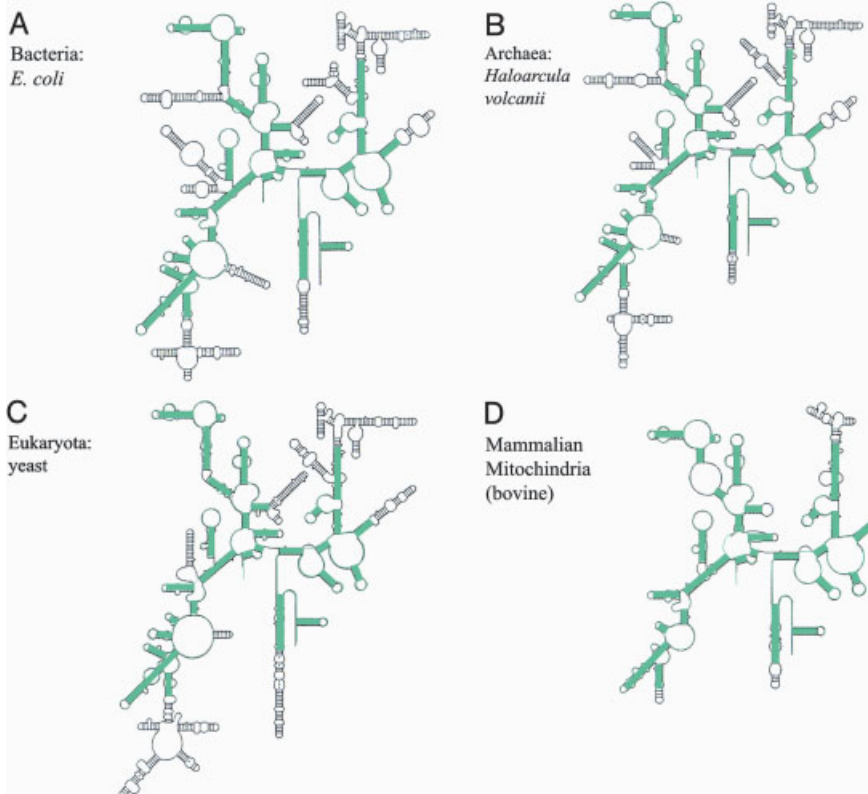 A
Bacteria:
E. coli
B
Archaea:
Haloarcula
volcanii
C
Eukaryota:
yeast
D
Mammalian
Mitochindria
(bovine)